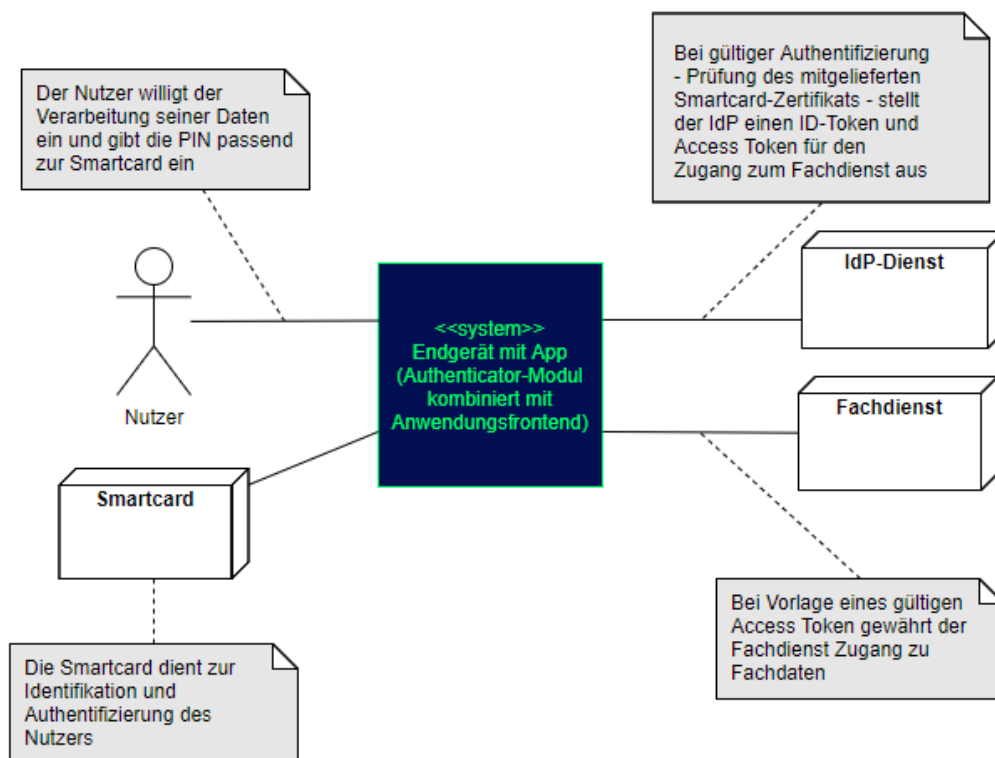 Der Nutzer willigt der
Verarbeitung seiner Daten
ein und gibt die PIN passend
zur Smartcard ein
Bei gültiger Authentifizierung
- Prüfung des mitgelieferten
Smartcard-Zertifikats - stellt
der IdP einen ID-Token und
Access Token für den
Zugang zum Fachdienst aus
Nutzer
<<system>>
Endgerät mit App
(Authenticator-Modul
kombiniert mit
Anwendungsfrontend)
IdP-Dienst
Fachdienst
Smartcard
Die Smartcard dient zur
Identifikation und
Authentifizierung des
Nutzers
Bei Vorlage eines gültigen
Access Token gewährt der
Fachdienst Zugang zu
Fachdaten